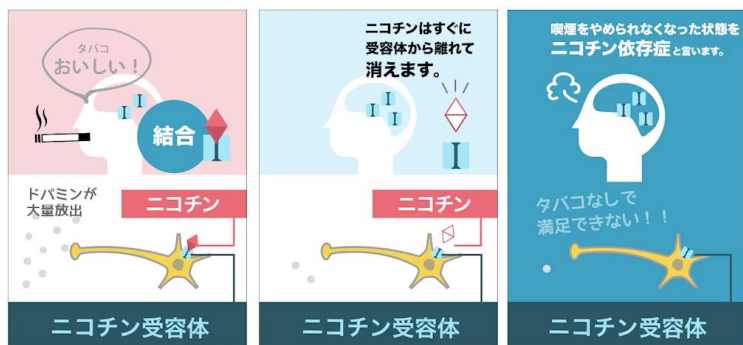 タバコ
おいしい！
結合
ドパミンが
大量放出
ニコチン
ニコチン受容体
ニコチンはすぐに
受容体から離れて
消えます。
ニコチン
ニコチン受容体
喫煙をやめられなくなった状態を
ニコチン依存症と言います。
タバコなしで
満足できない！！
ニコチン受容体